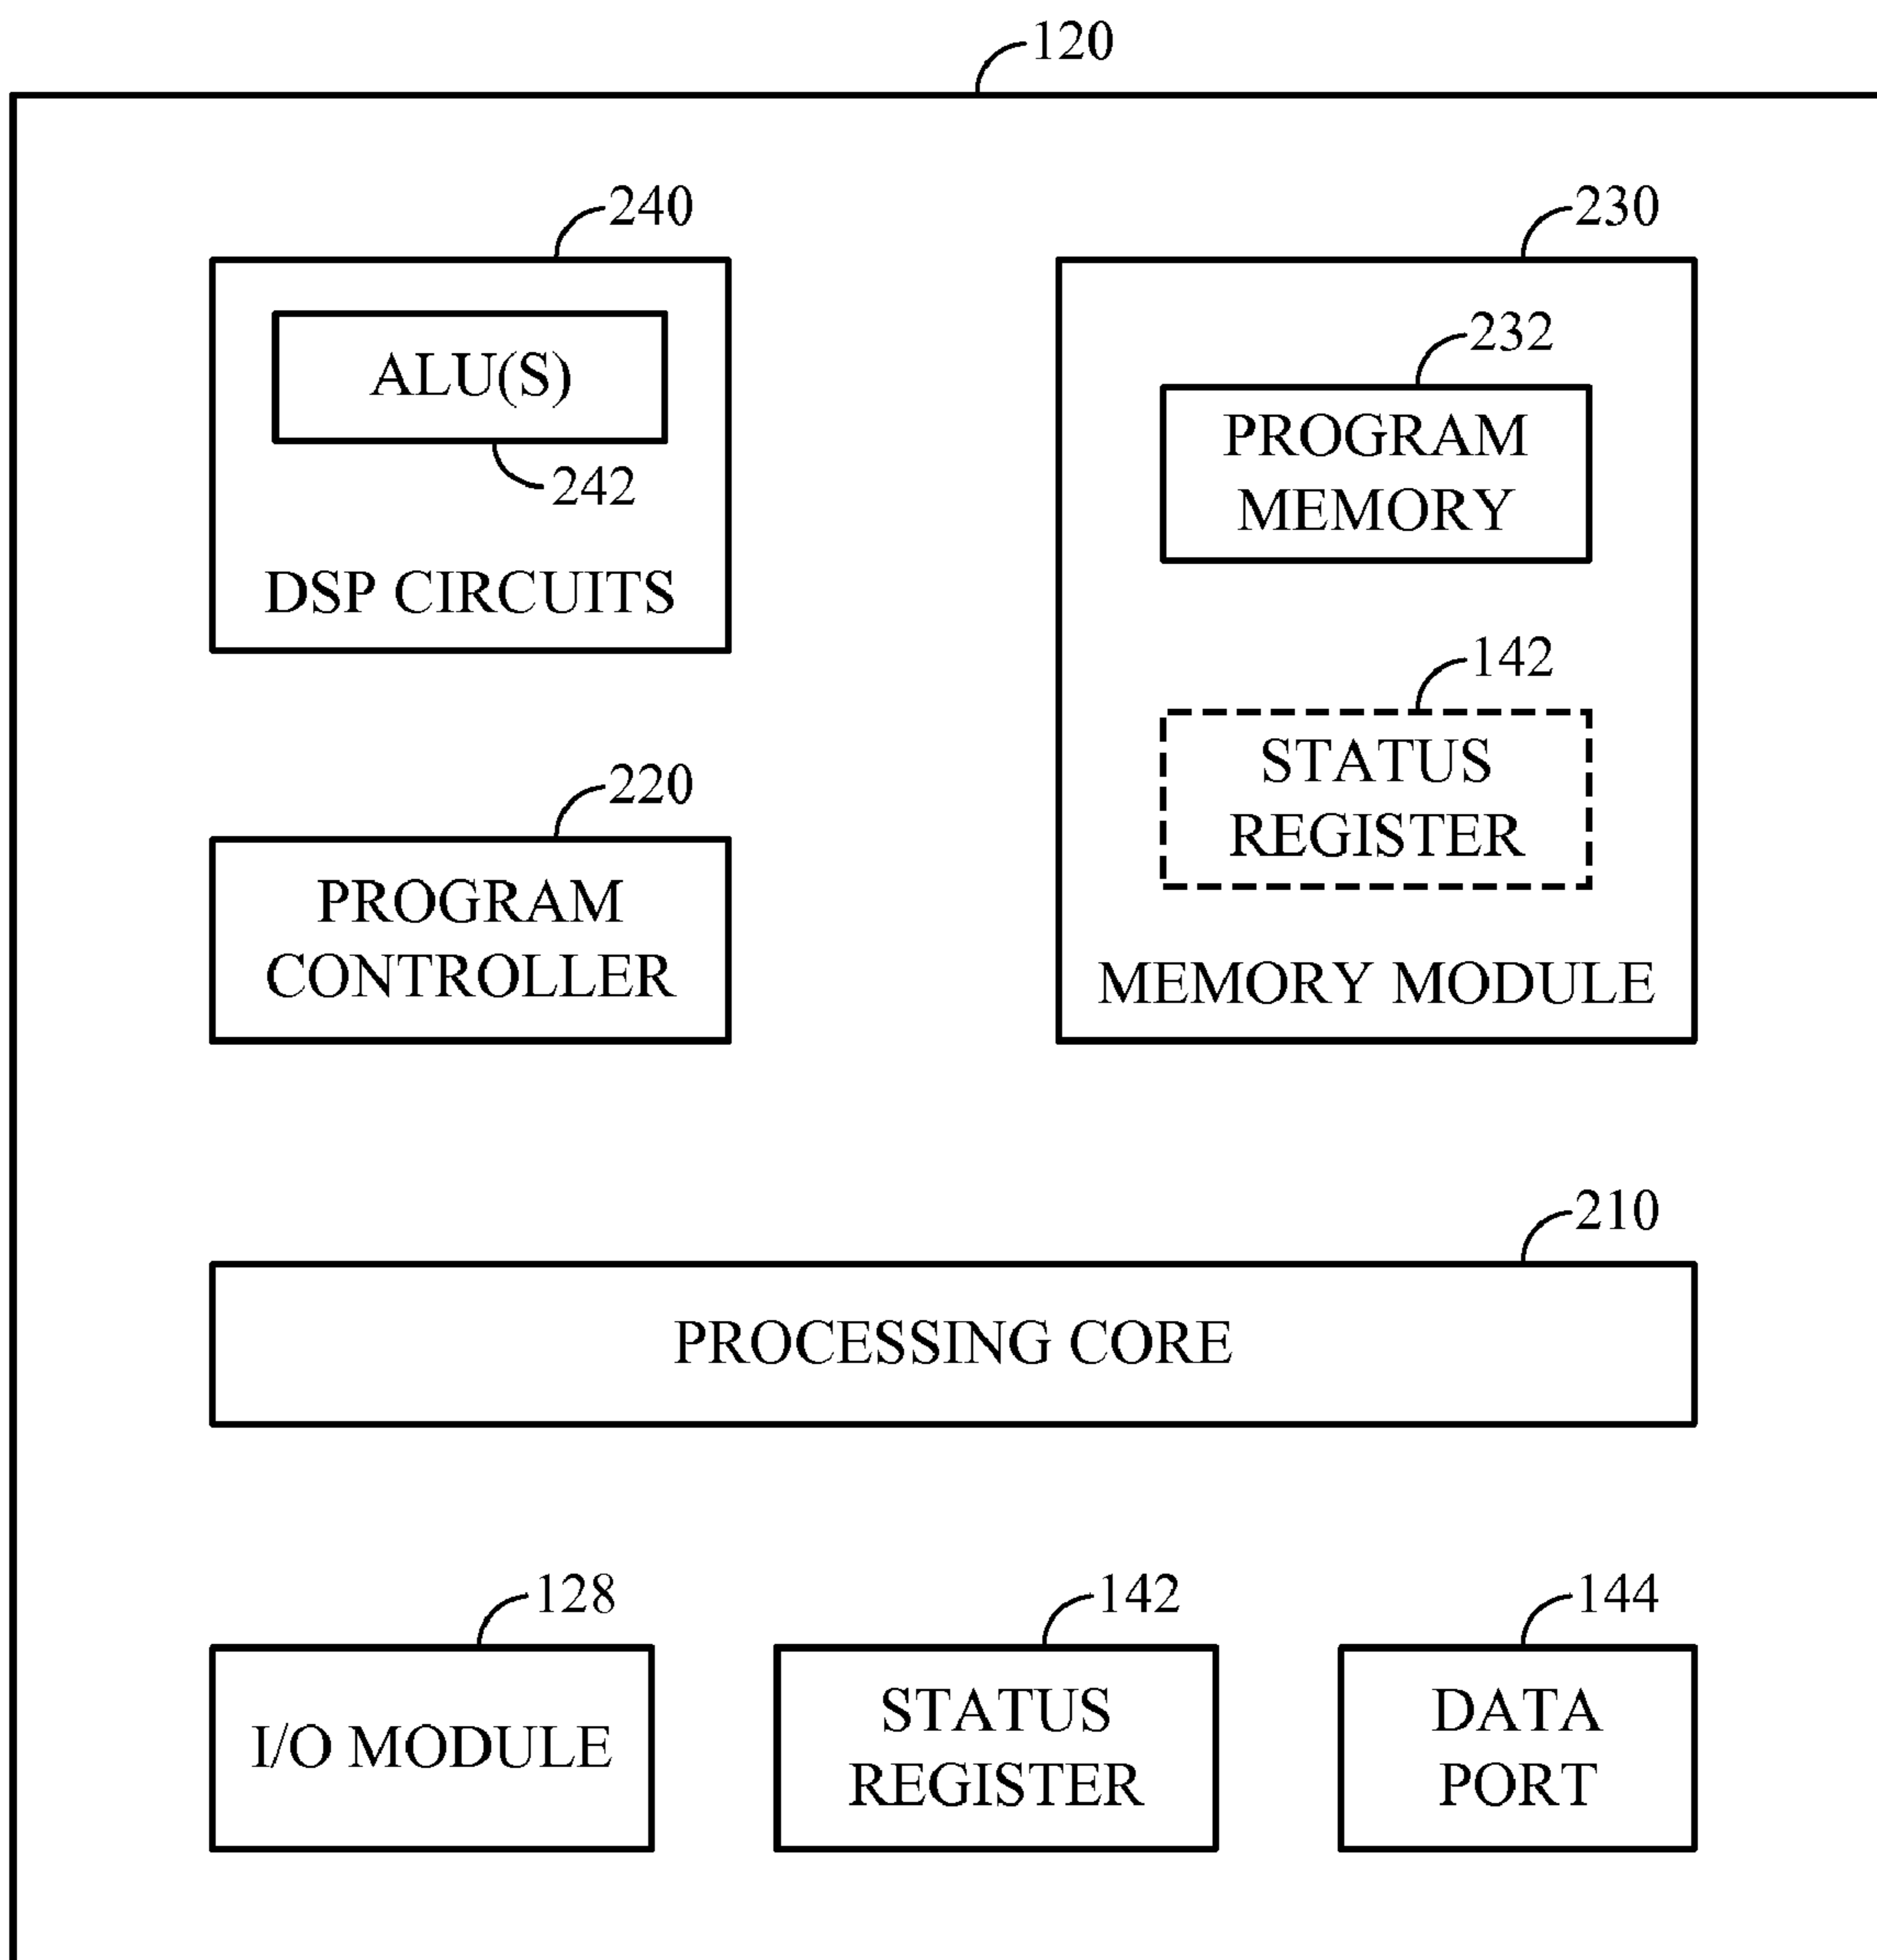 120
240
ALU(S)
242
DSP CIRCUITS
230
232
PROGRAM
MEMORY
142
STATUS
REGISTER
MEMORY MODULE
220
PROGRAM
CONTROLLER
210
PROCESSING CORE
128
I/O MODULE
142
STATUS
REGISTER
144
DATA
PORT